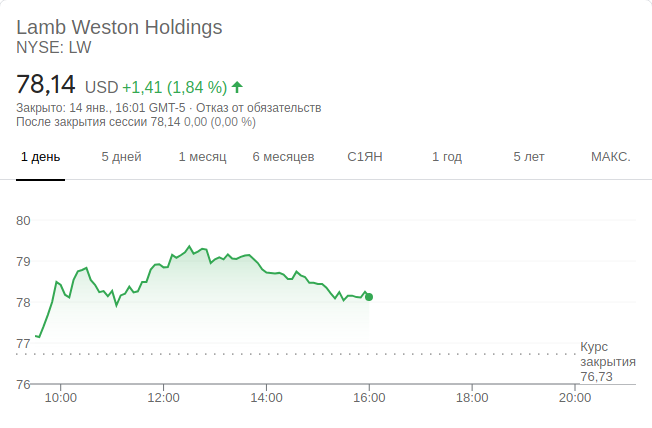 Lamb Weston Holdings
NYSE: LW
78,14 USD +1,41 (1,84 %)
Закрыто: 14 янв., 16:01 GMT-5 · Отказ от обязательств
После закрытия сессии 78,14 0,00 (0,00 %)
1 день 5 дней 1 месяц 6 месяцев С1ЯН 1 год 5 лет МАКС.
80
79
78
77
Курс
закрытия
76,73
76
10:00 12:00 14:00 16:00 18:00 20:00